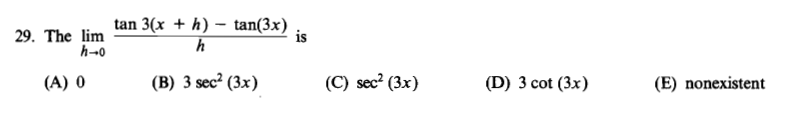 29. The lim h→0 (tan 3(x + h) − tan(3x)) / h is
(A) 0 (B) 3 sec² (3x) (C) sec² (3x) (D) 3 cot (3x) (E) nonexistent